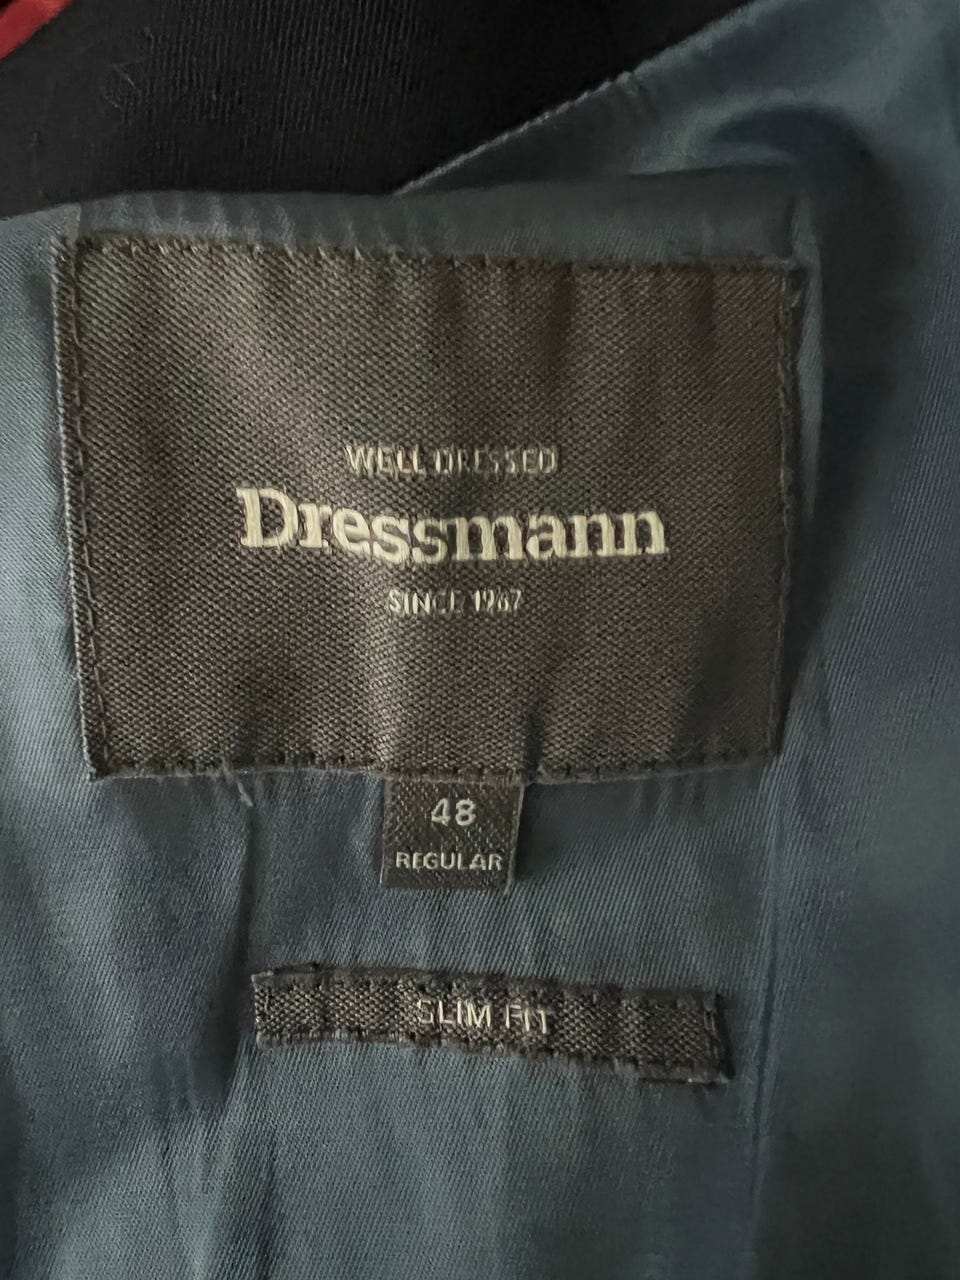 WELL DRESSED
Dressmann
SINCE 1967
48
REGULAR
SLIM FIT